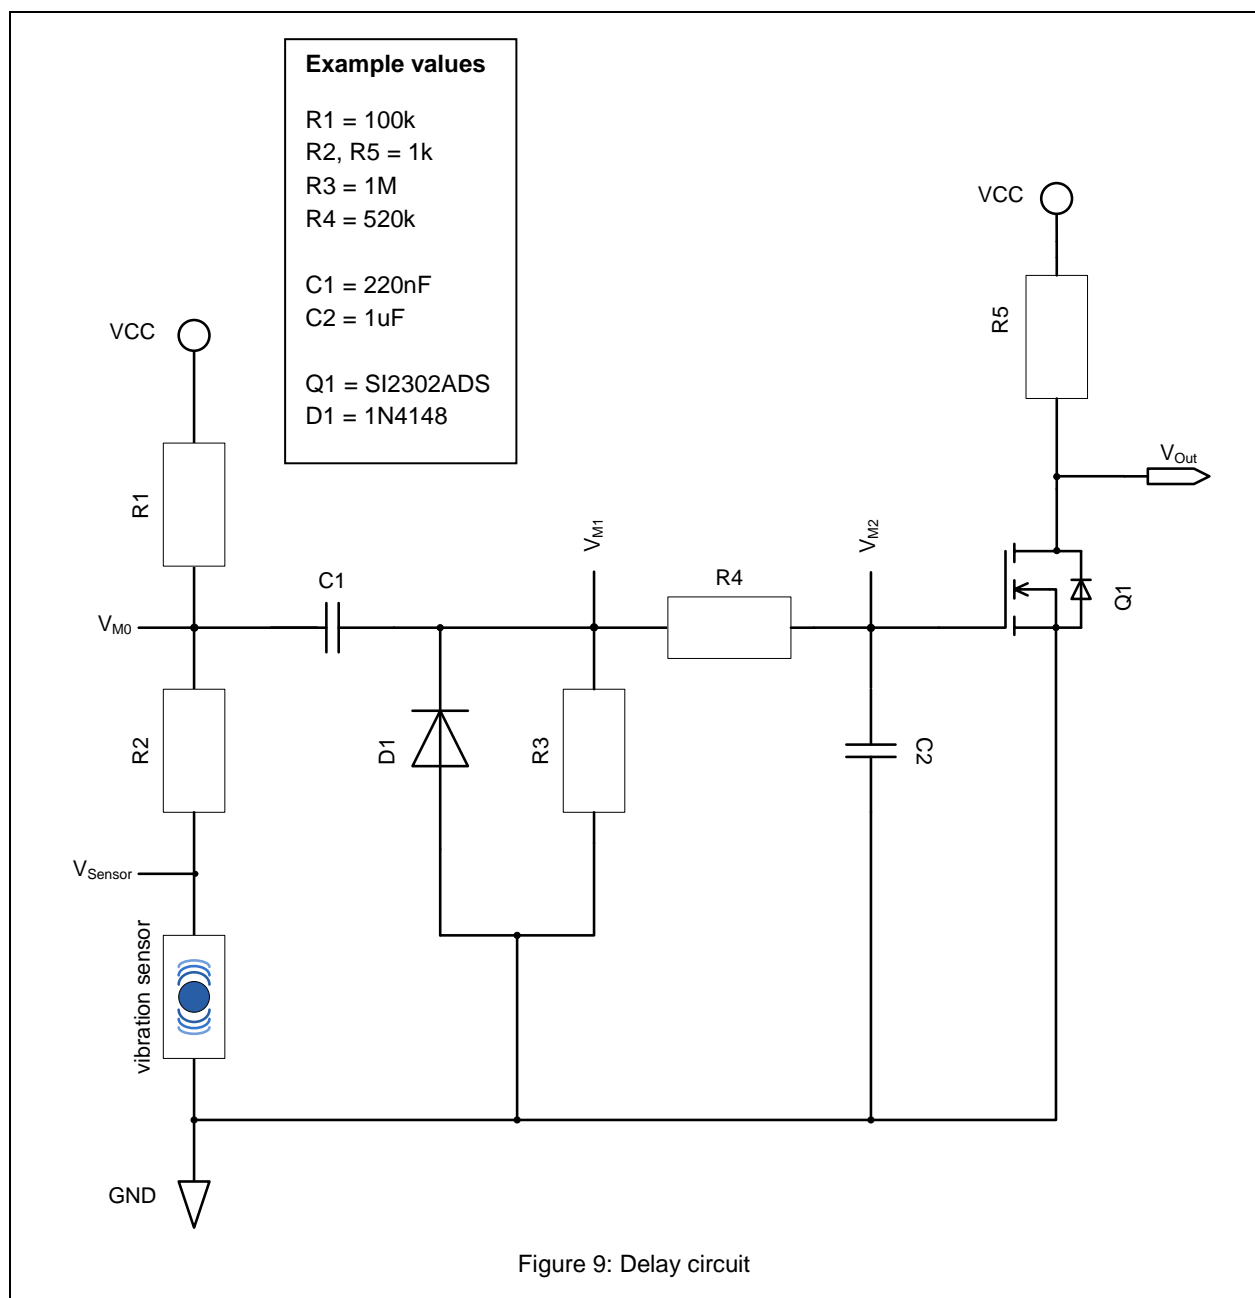 Example values
R1 = 100k
R2, R5 = 1k
R3 = 1M
R4 = 520k
C1 = 220nF
C2 = 1uF
Q1 = SI2302ADS
D1 = 1N4148
VCC
R5
VOut
VCC
R1
VM0
C1
VM1
R4
VM2
Q1
R2
D1
R3
C2
VSensor
vibration sensor
GND
Figure 9: Delay circuit